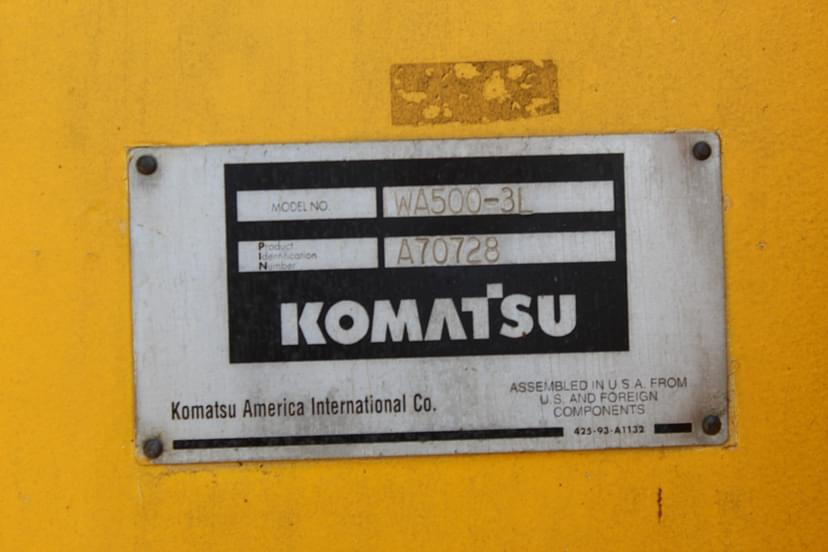 MODEL NO. WA500-3L
Product
Identification
Number
A70728
KOMATSU
Komatsu America International Co.
ASSEMBLED IN U.S.A. FROM
U.S. AND FOREIGN
COMPONENTS
425-93-A1132